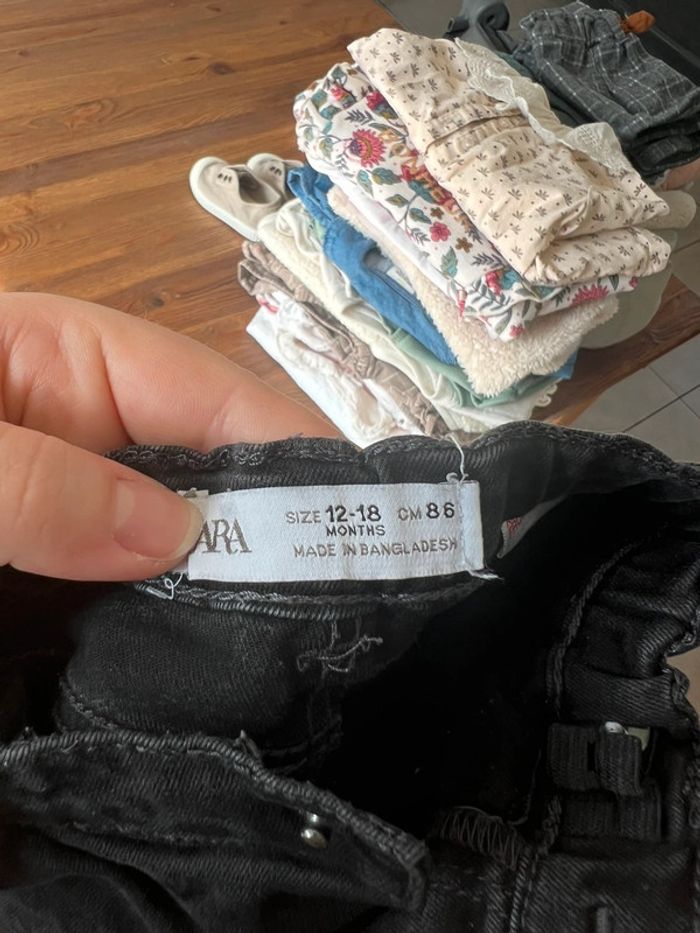 ARA
SIZE 12-18 CM 86
MONTHS
MADE IN BANGLADESH